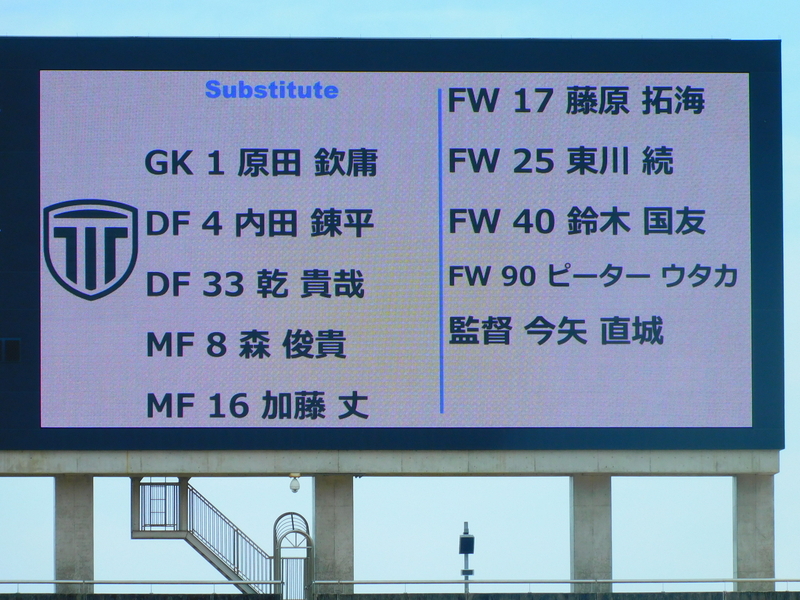 Substitute
GK 1 原田 欽庸
DF 4 内田 錬平
DF 33 乾 貴哉
MF 8 森 俊貴
MF 16 加藤 丈
FW 17 藤原 拓海
FW 25 東川 続
FW 40 鈴木 国友
FW 90 ピーター ウタカ
監督 今矢 直城